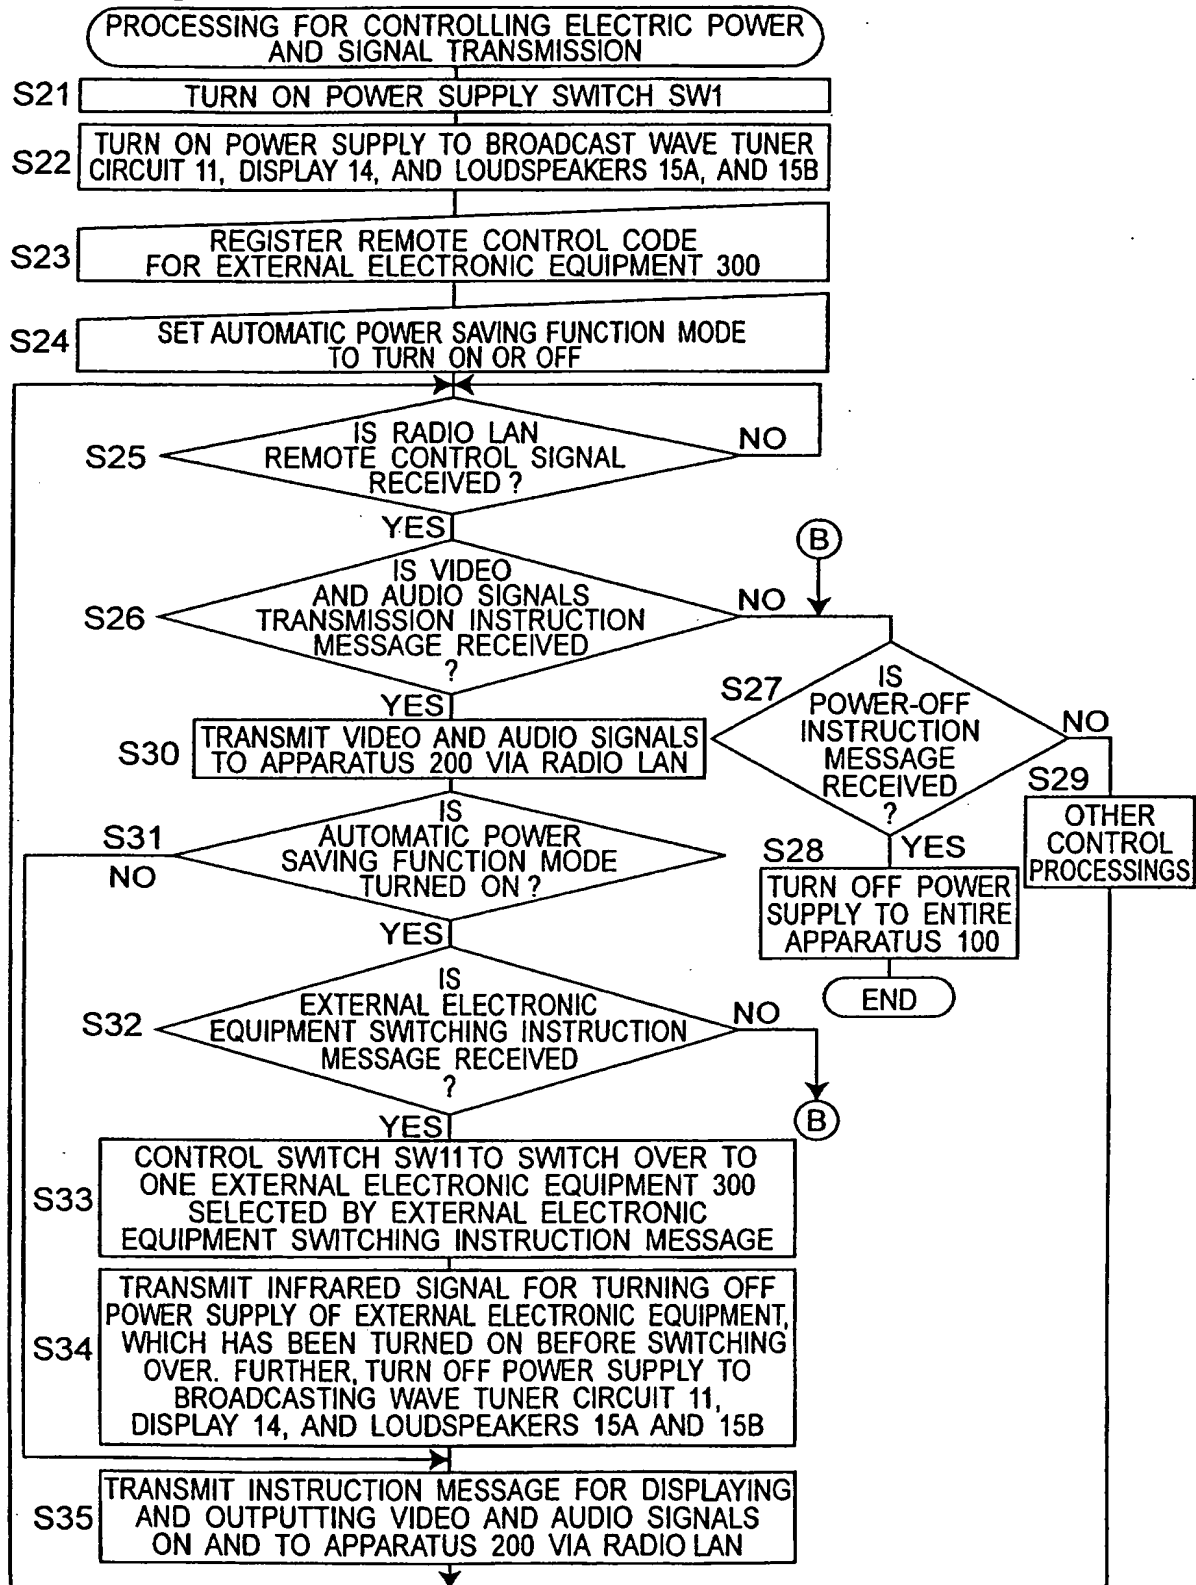 PROCESSING FOR CONTROLLING ELECTRIC POWER
AND SIGNAL TRANSMISSION
S21
TURN ON POWER SUPPLY SWITCH SW1
S22
TURN ON POWER SUPPLY TO BROADCAST WAVE TUNER
CIRCUIT 11, DISPLAY 14, AND LOUDSPEAKERS 15A, AND 15B
S23
REGISTER REMOTE CONTROL CODE
FOR EXTERNAL ELECTRONIC EQUIPMENT 300
S24
SET AUTOMATIC POWER SAVING FUNCTION MODE
TO TURN ON OR OFF
S25
IS RADIO LAN
REMOTE CONTROL SIGNAL
RECEIVED ?
NO
YES
S26
IS VIDEO
AND AUDIO SIGNALS
TRANSMISSION INSTRUCTION
MESSAGE RECEIVED
?
NO
B
YES
S27
IS
POWER-OFF
INSTRUCTION
MESSAGE
RECEIVED
?
NO
YES
S28
TURN OFF POWER
SUPPLY TO ENTIRE
APPARATUS 100
END
S29
OTHER
CONTROL
PROCESSINGS
S30
TRANSMIT VIDEO AND AUDIO SIGNALS
TO APPARATUS 200 VIA RADIO LAN
S31
IS
AUTOMATIC POWER
SAVING FUNCTION MODE
TURNED ON ?
NO
YES
S32
IS
EXTERNAL ELECTRONIC
EQUIPMENT SWITCHING INSTRUCTION
MESSAGE RECEIVED
?
NO
B
YES
S33
CONTROL SWITCH SW11 TO SWITCH OVER TO
ONE EXTERNAL ELECTRONIC EQUIPMENT 300
SELECTED BY EXTERNAL ELECTRONIC
EQUIPMENT SWITCHING INSTRUCTION MESSAGE
S34
TRANSMIT INFRARED SIGNAL FOR TURNING OFF
POWER SUPPLY OF EXTERNAL ELECTRONIC EQUIPMENT,
WHICH HAS BEEN TURNED ON BEFORE SWITCHING
OVER. FURTHER, TURN OFF POWER SUPPLY TO
BROADCASTING WAVE TUNER CIRCUIT 11,
DISPLAY 14, AND LOUDSPEAKERS 15A AND 15B
S35
TRANSMIT INSTRUCTION MESSAGE FOR DISPLAYING
AND OUTPUTTING VIDEO AND AUDIO SIGNALS
ON AND TO APPARATUS 200 VIA RADIO LAN